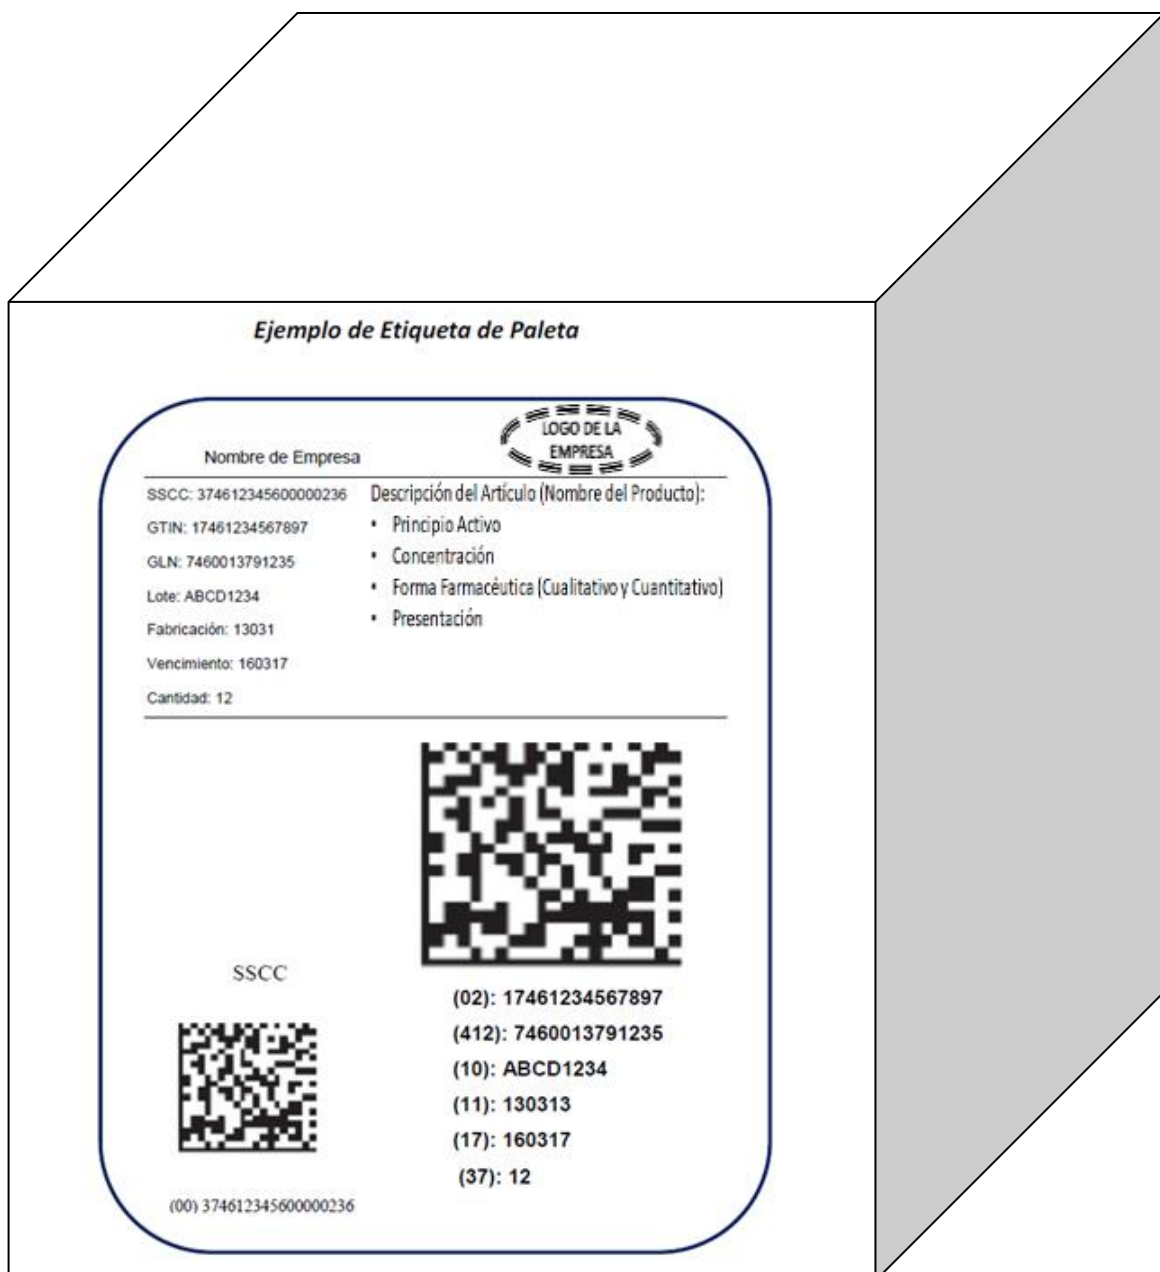 Ejemplo de Etiqueta de Paleta
LOGO DE LA
EMPRESA
Nombre de Empresa
SSCC: 374612345600000236
GTIN: 17461234567897
GLN: 7460013791235
Lote: ABCD1234
Fabricación: 13031
Vencimiento: 160317
Cantidad: 12
Descripción del Artículo (Nombre del Producto):
• Principio Activo
• Concentración
• Forma Farmacéutica (Cualitativo y Cuantitativo)
• Presentación
SSCC
(00) 374612345600000236
(02): 17461234567897
(412): 7460013791235
(10): ABCD1234
(11): 130313
(17): 160317
(37): 12